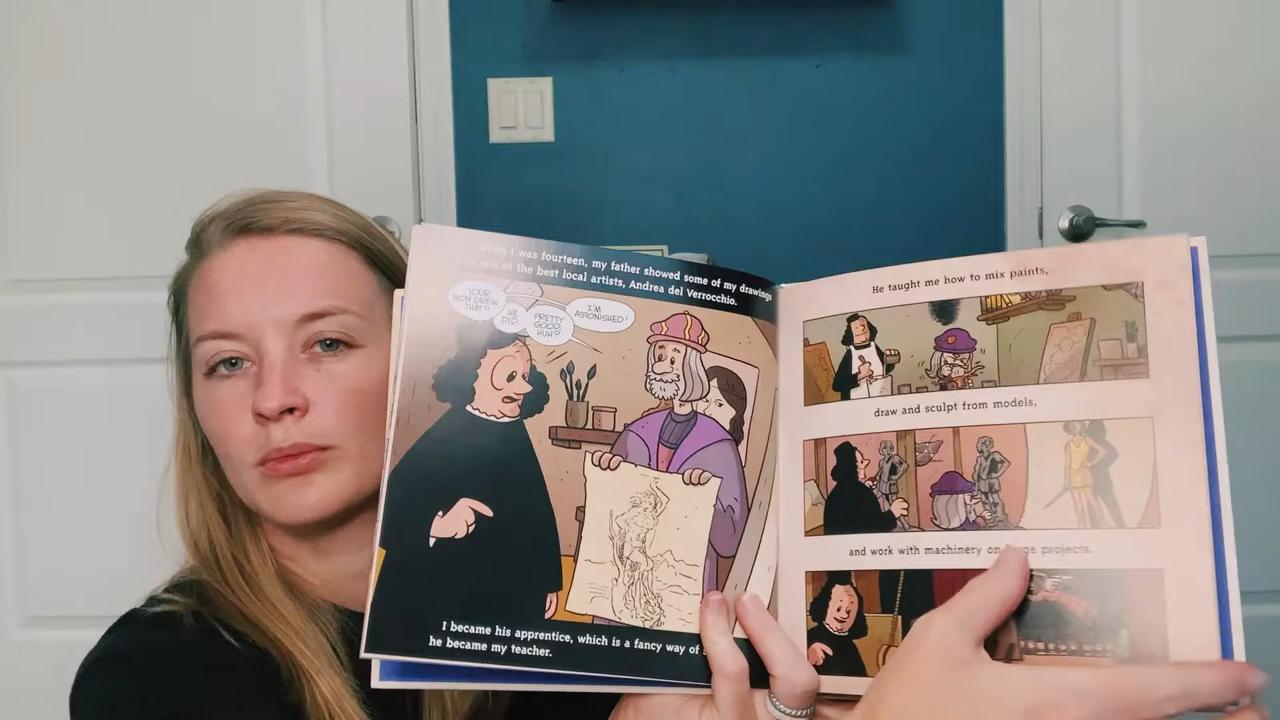 When I was fourteen, my father showed some of my drawings
one of the best local artists, Andrea del Verrocchio.
YOUR
SON DREW
THAT?
HE
DID.
PRETTY
GOOD,
HUH?
I'M
ASTONISHED!
I became his apprentice, which is a fancy way of
he became my teacher.
He taught me how to mix paints,
draw and sculpt from models,
and work with machinery on large projects.